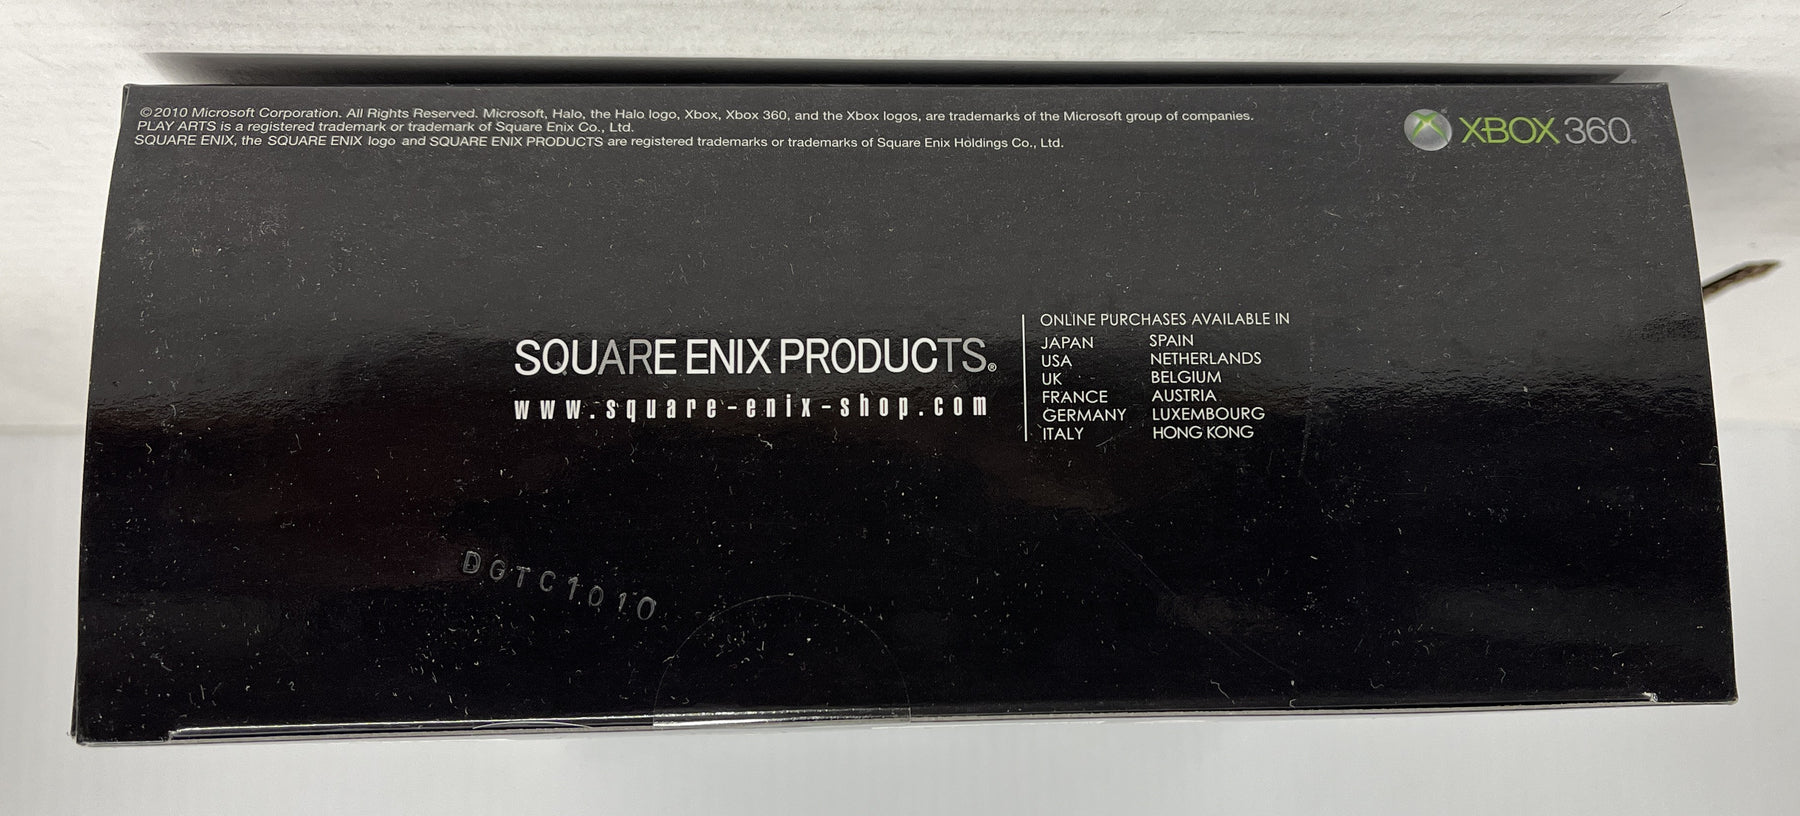 ©2010 Microsoft Corporation. All Rights Reserved. Microsoft, Halo, the Halo logo, Xbox, Xbox 360, and the Xbox logos, are trademarks of the Microsoft group of companies.
PLAY ARTS is a registered trademark or trademark of Square Enix Co., Ltd.
SQUARE ENIX, the SQUARE ENIX logo and SQUARE ENIX PRODUCTS are registered trademarks or trademarks of Square Enix Holdings Co., Ltd.
XBOX 360®
SQUARE ENIX PRODUCTS®
www.square-enix-shop.com
ONLINE PURCHASES AVAILABLE IN
JAPAN
USA
UK
FRANCE
GERMANY
ITALY
SPAIN
NETHERLANDS
BELGIUM
AUSTRIA
LUXEMBOURG
HONG KONG
DGTC1010